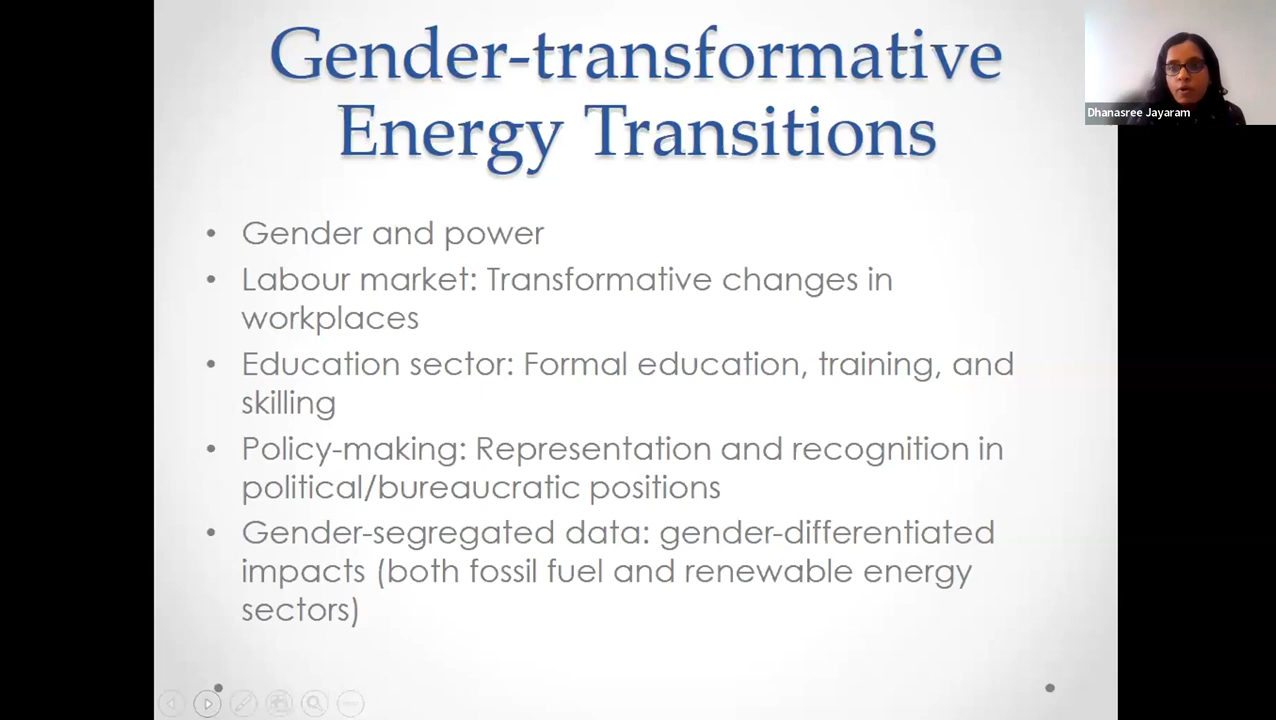 Gender-transformative
Energy Transitions
Dhanasree Jayaram
• Gender and power
• Labour market: Transformative changes in
workplaces
• Education sector: Formal education, training, and
skilling
• Policy-making: Representation and recognition in
political/bureaucratic positions
• Gender-segregated data: gender-differentiated
impacts (both fossil fuel and renewable energy
sectors)